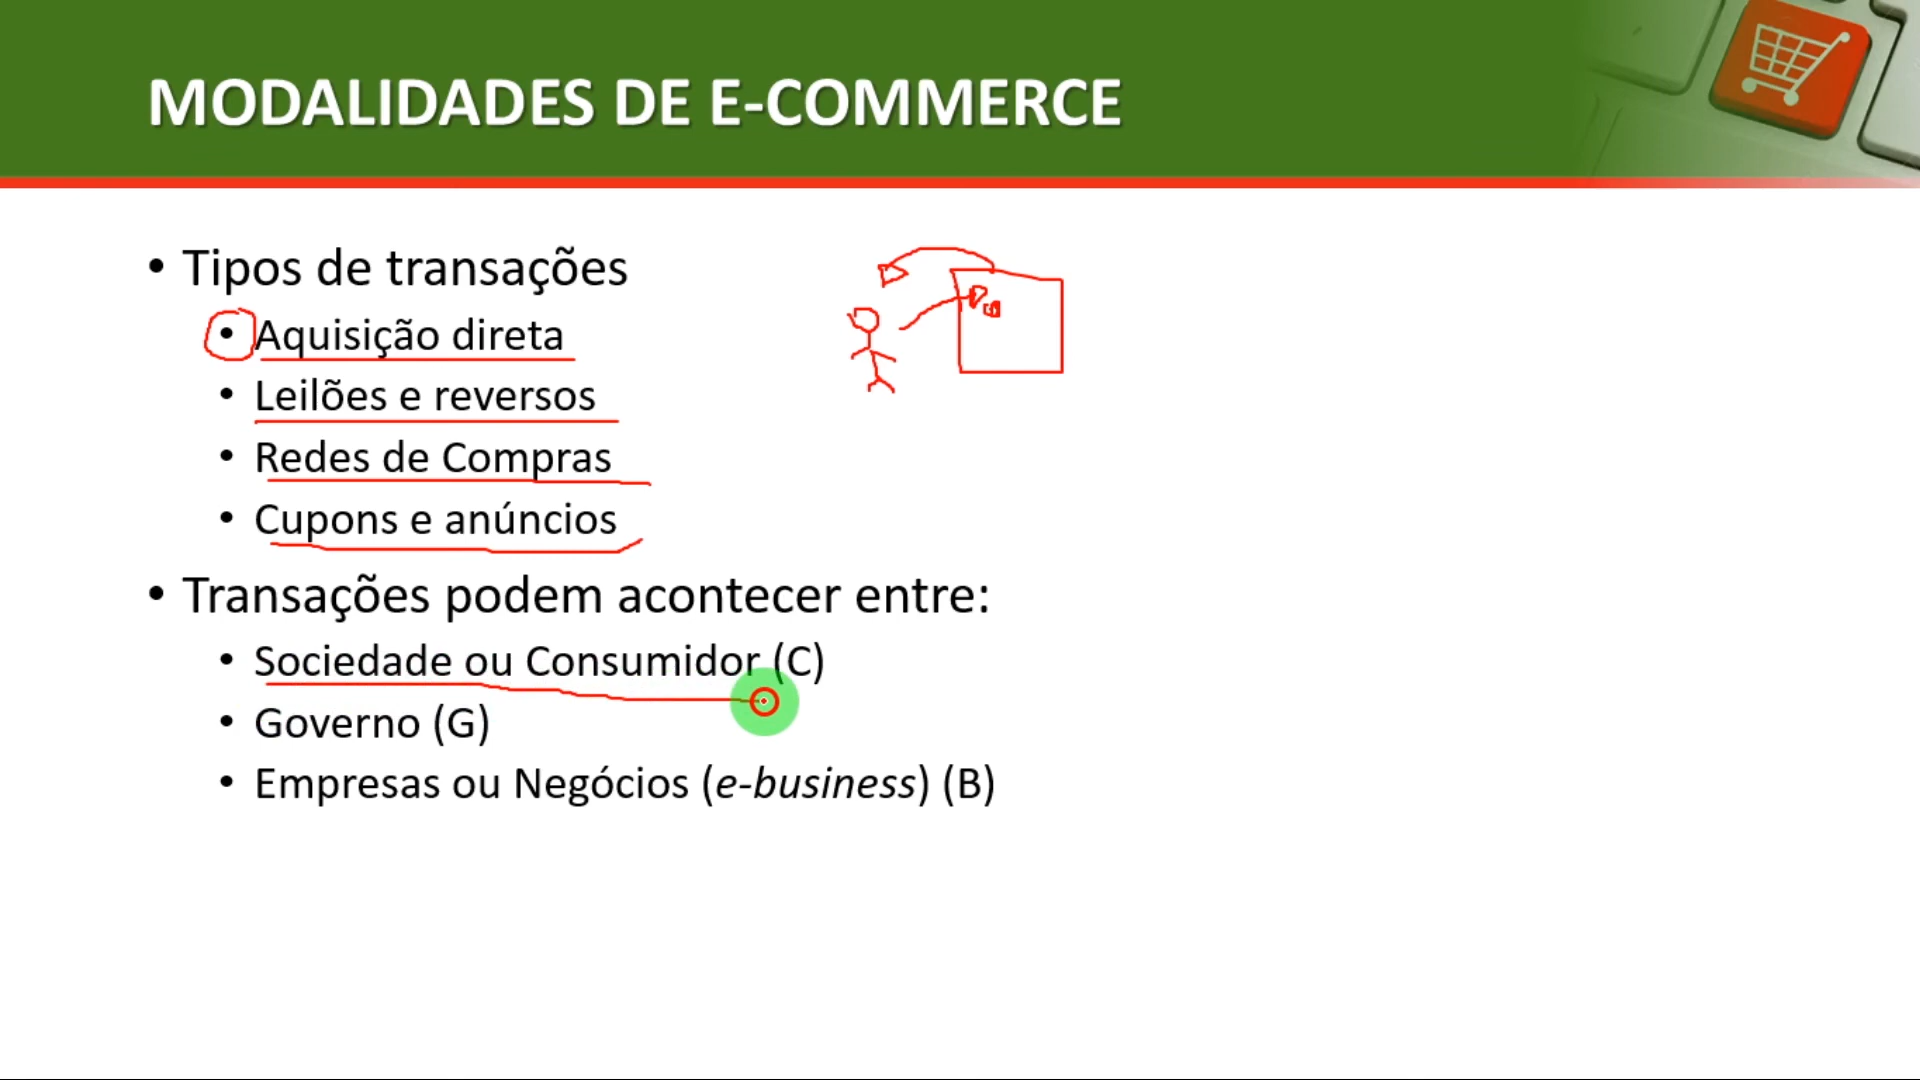 MODALIDADES DE E-COMMERCE
• Tipos de transações
• Aquisição direta
• Leilões e reversos
• Redes de Compras
• Cupons e anúncios
• Transações podem acontecer entre:
• Sociedade ou Consumidor (C)
• Governo (G)
• Empresas ou Negócios (e-business) (B)